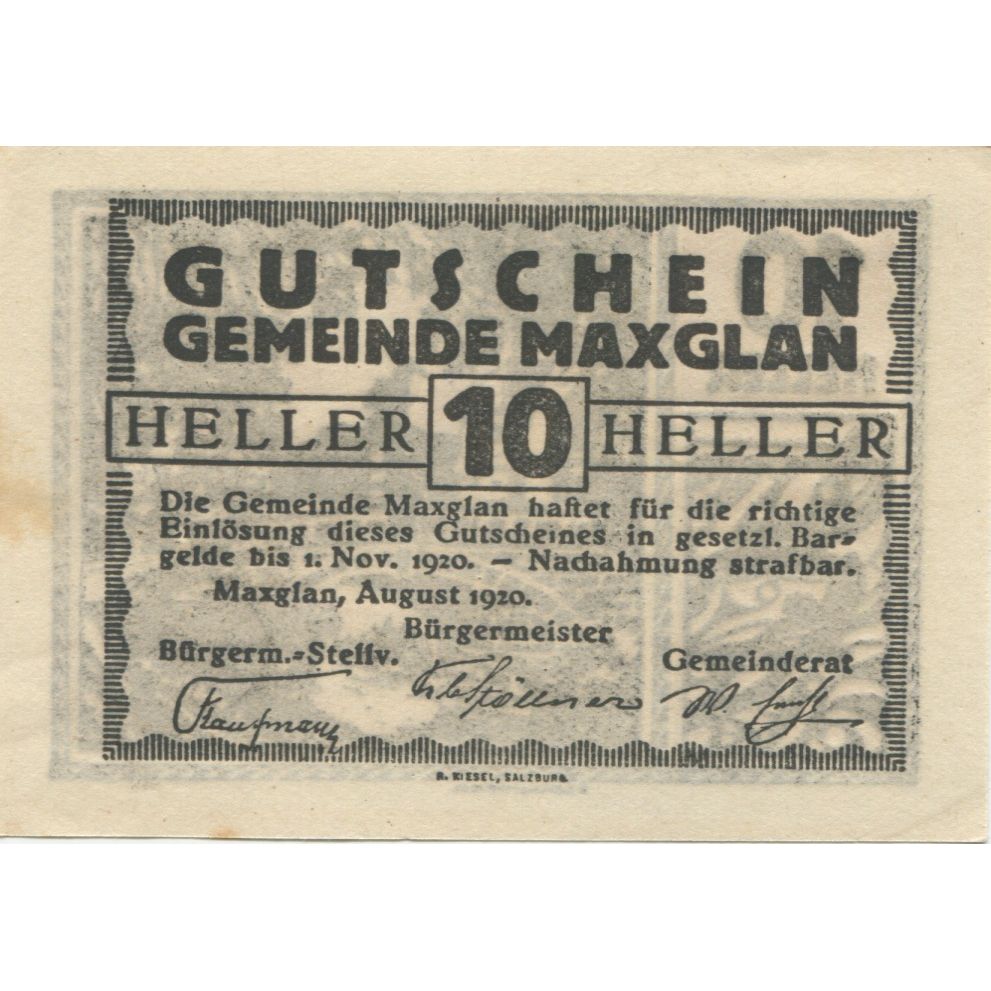 GUTSCHEIN
GEMEINDE MAXGLAN
HELLER 10 HELLER
Die Gemeinde Maxglan haftet für die richtige
Einlösung dieses Gutscheines in gesetzl. Bar=
gelde bis 1. Nov. 1920. — Nachahmung strafbar.
Maxglan, August 1920.
Bürgermeister
Bürgerm.=Stellv.
Gemeinderat
Kaufmann
R. KIESEL, SALZBURG.